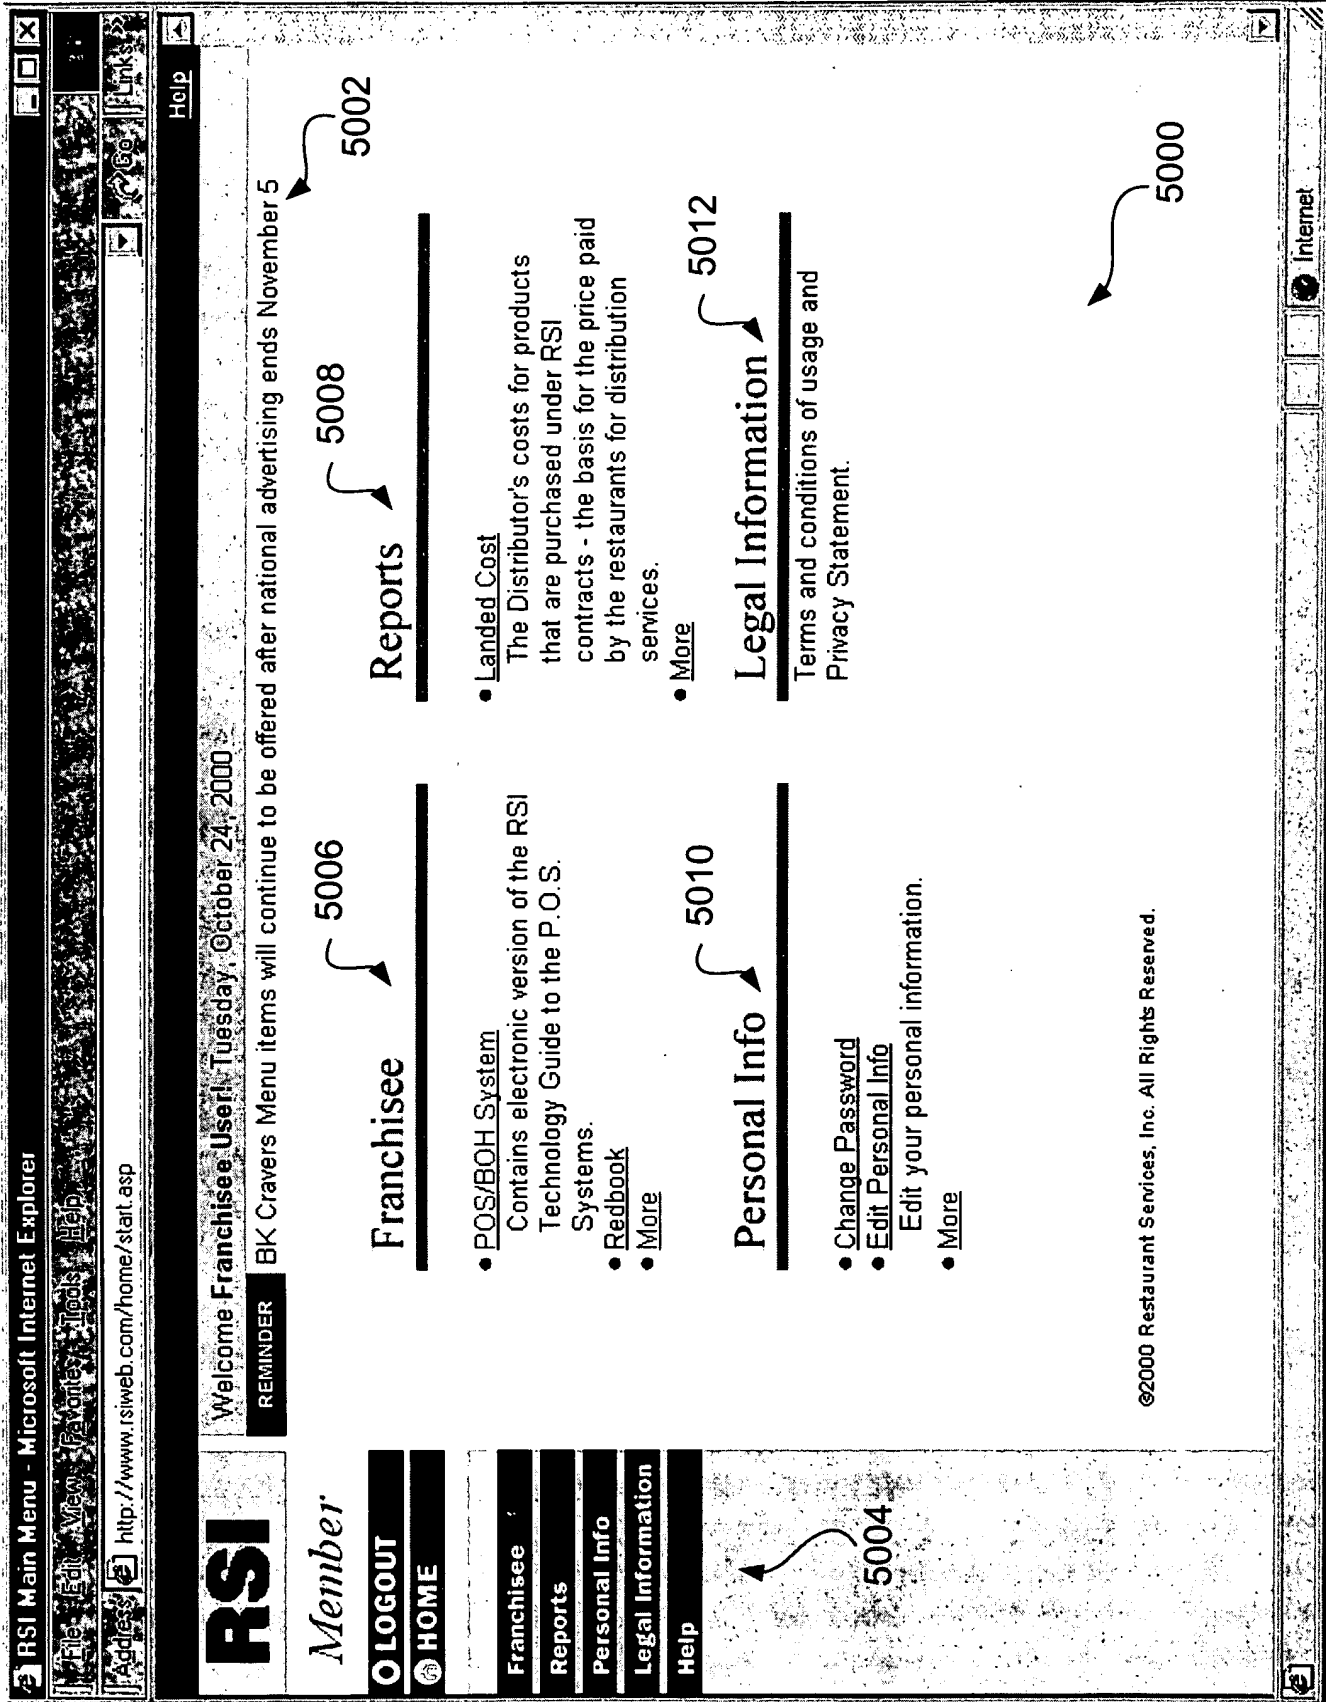 RSI Main Menu - Microsoft Internet Explorer
File Edit View Favorites Tools Help
Address http://www.rsiweb.com/home/start.asp Go Links »
Help
RSI
Welcome Franchisee User! Tuesday, October 24, 2000
REMINDER BK Cravers Menu items will continue to be offered after national advertising ends November 5
5002
Member
LOGOUT
HOME
Franchisee
Reports
Personal Info
Legal Information
Help
5004
Franchisee
5006
• POS/BOH System
Contains electronic version of the RSI
Technology Guide to the P.O.S.
Systems.
• Redbook
• More
Reports
5008
• Landed Cost
The Distributor's costs for products
that are purchased under RSI
contracts - the basis for the price paid
by the restaurants for distribution
services.
• More
Personal Info
5010
• Change Password
• Edit Personal Info
Edit your personal information.
• More
Legal Information
5012
Terms and conditions of usage and
Privacy Statement.
5000
©2000 Restaurant Services, Inc. All Rights Reserved.
Internet